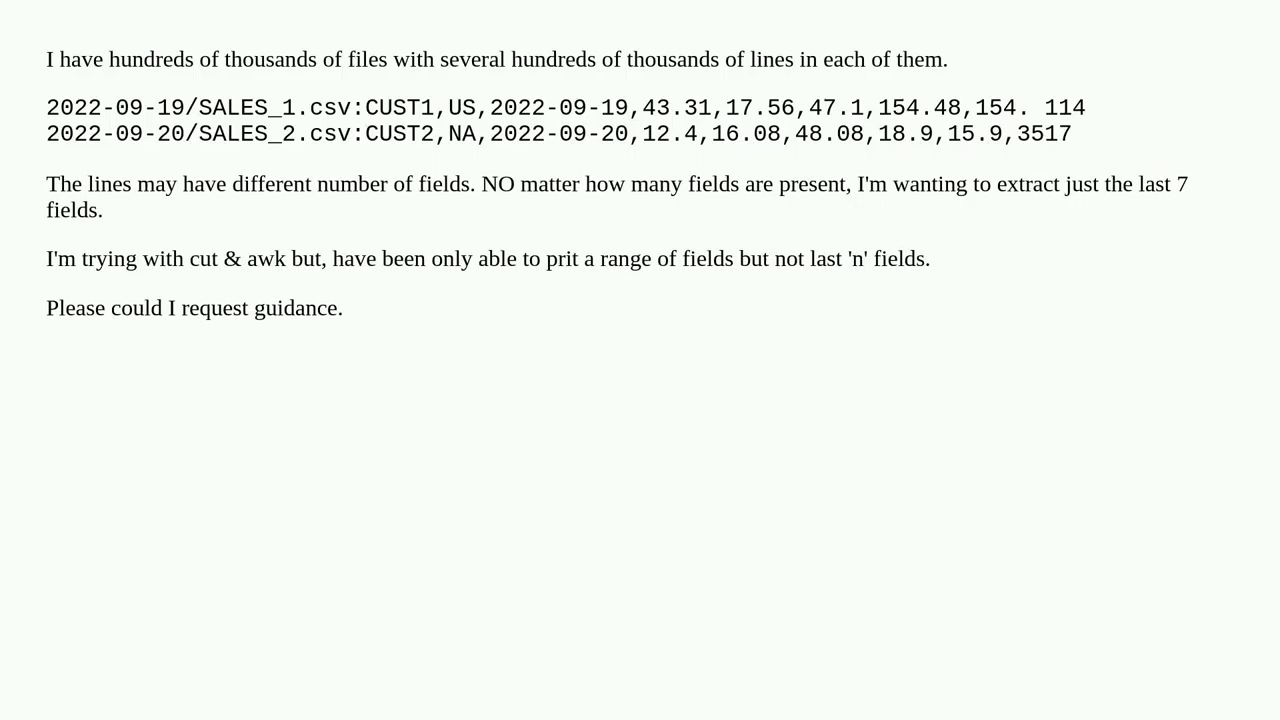 I have hundreds of thousands of files with several hundreds of thousands of lines in each of them.
2022-09-19/SALES_1.csv:CUST1,US,2022-09-19,43.31,17.56,47.1,154.48,154. 114
2022-09-20/SALES_2.csv:CUST2,NA,2022-09-20,12.4,16.08,48.08,18.9,15.9,3517
The lines may have different number of fields. NO matter how many fields are present, I'm wanting to extract just the last 7
fields.
I'm trying with cut & awk but, have been only able to prit a range of fields but not last 'n' fields.
Please could I request guidance.